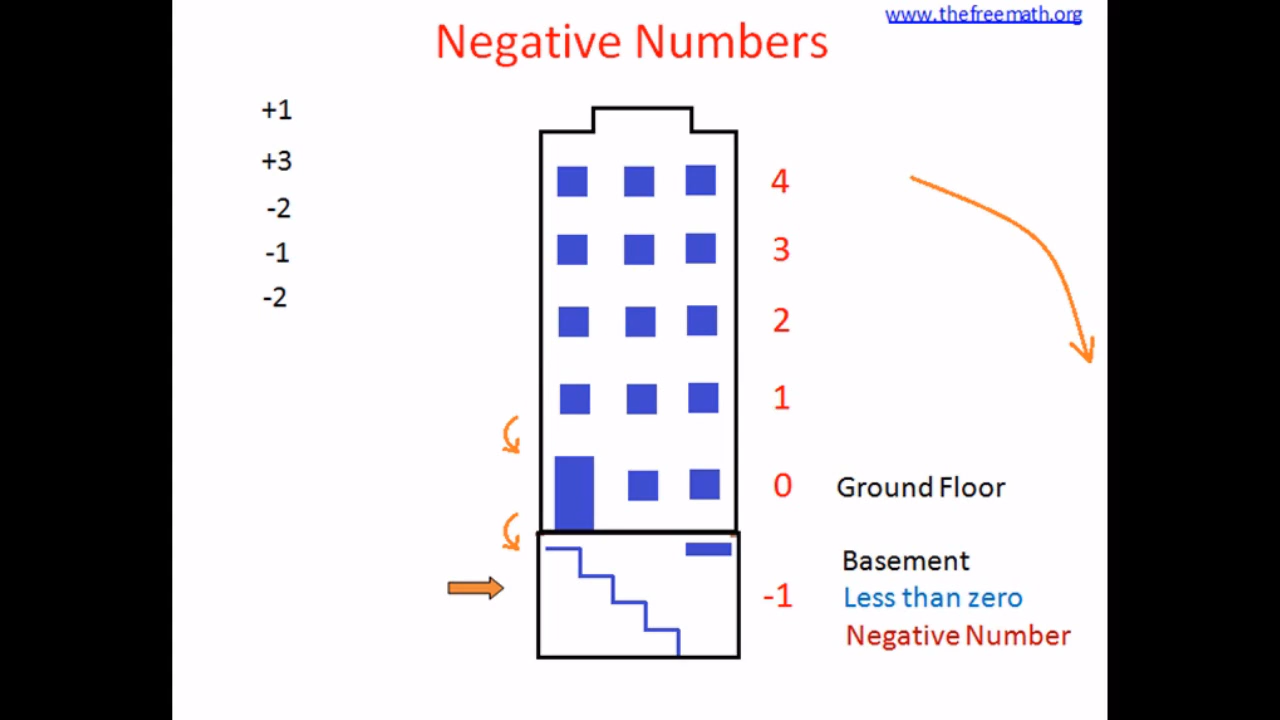 www.thefreemath.org
Negative Numbers
+1
+3
-2
-1
-2
4
3
2
1
0 Ground Floor
Basement
-1 Less than zero
Negative Number